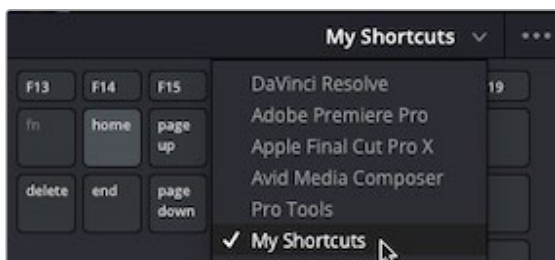 My Shortcuts
F13 F14 F15 19
DaVinci Resolve
fn home page up
Adobe Premiere Pro
Apple Final Cut Pro X
delete end page down
Avid Media Composer
Pro Tools
My Shortcuts